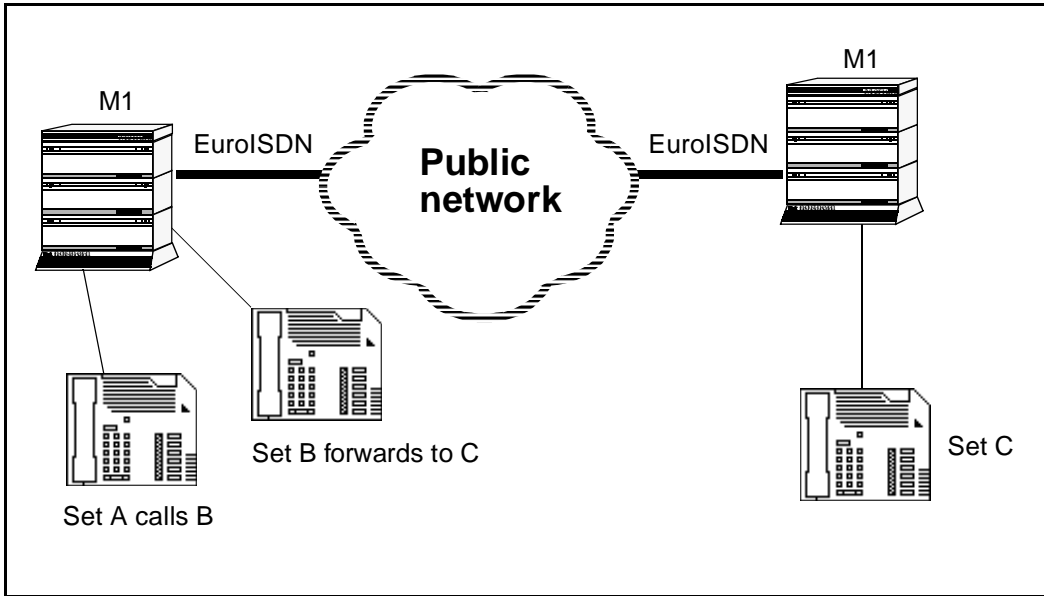 M1
M1
EuroISDN
EuroISDN
Public
network
Set B forwards to C
Set C
Set A calls B